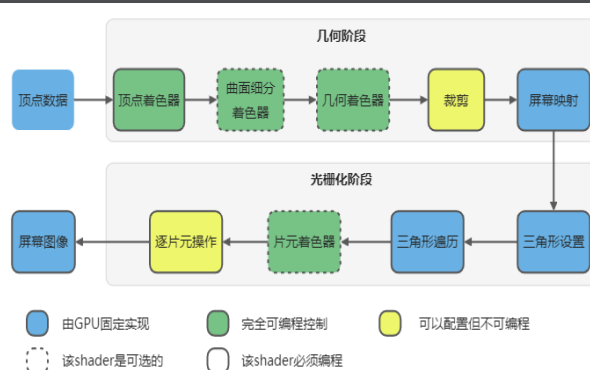 几何阶段
顶点数据
顶点着色器
曲面细分
着色器
几何着色器
裁剪
屏幕映射
光栅化阶段
屏幕图像
逐片元操作
片元着色器
三角形遍历
三角形设置
由GPU固定实现
完全可编程控制
可以配置但不可编程
该shader是可选的
该shader必须编程